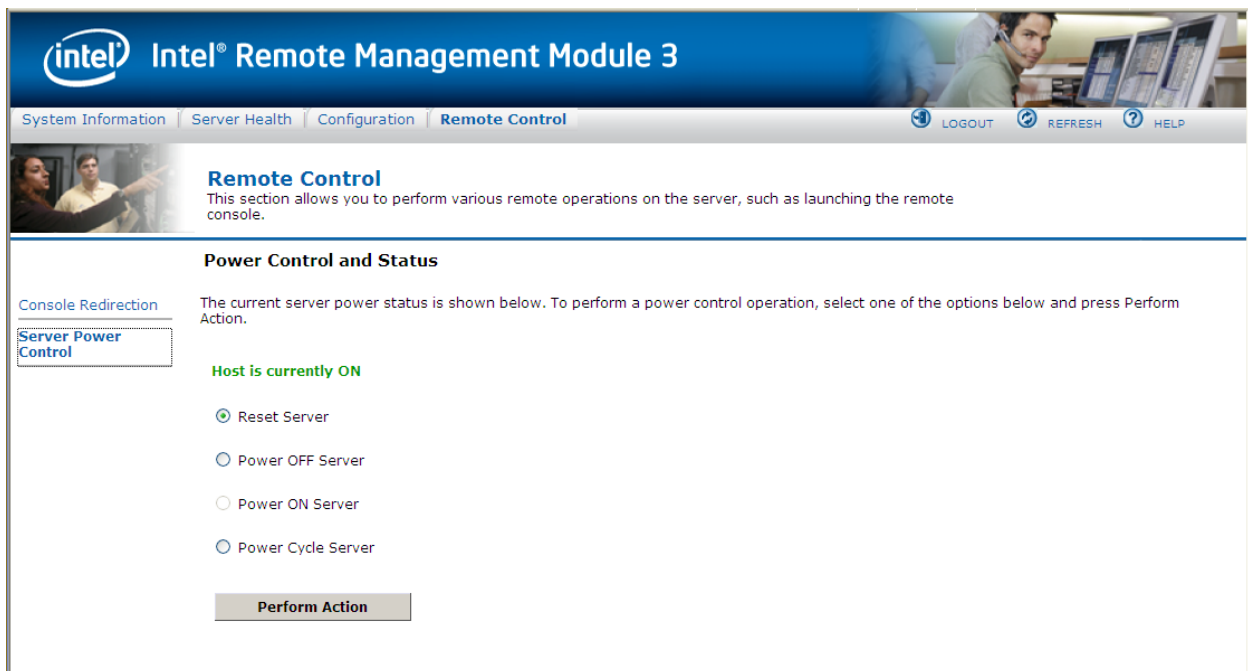 intel® Intel® Remote Management Module 3
System Information Server Health Configuration Remote Control LOGOUT REFRESH HELP
Remote Control
This section allows you to perform various remote operations on the server, such as launching the remote
console.
Power Control and Status
Console Redirection
Server Power
Control
The current server power status is shown below. To perform a power control operation, select one of the options below and press Perform
Action.
Host is currently ON
Reset Server
Power OFF Server
Power ON Server
Power Cycle Server
Perform Action